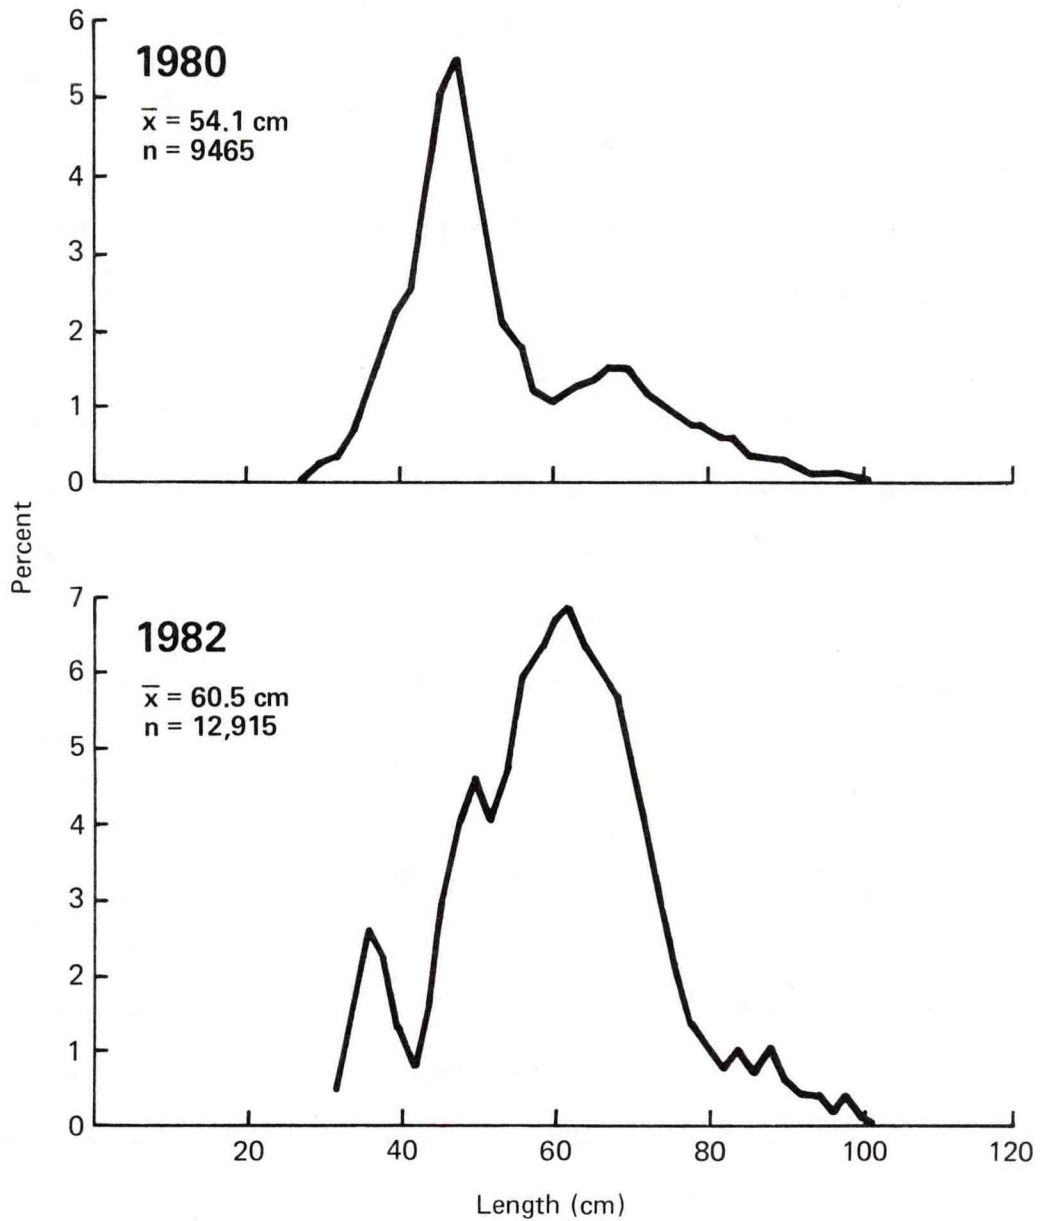 6
1980
5
x̄ = 54.1 cm
n = 9465
4
3
2
1
0
Percent
7
1982
6
x̄ = 60.5 cm
n = 12,915
5
4
3
2
1
0
20 40 60 80 100 120
Length (cm)